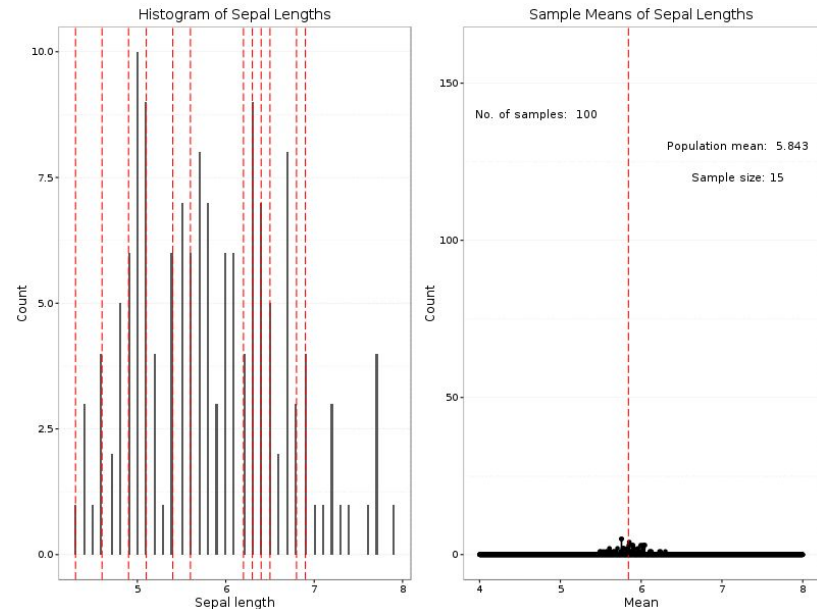 Histogram of Sepal Lengths
10.0
7.5
5.0
2.5
0.0
Count
5 6 7 8
Sepal length
Sample Means of Sepal Lengths
150
100
50
0
Count
No. of samples: 100
Population mean: 5.843
Sample size: 15
4 5 6 7 8
Mean